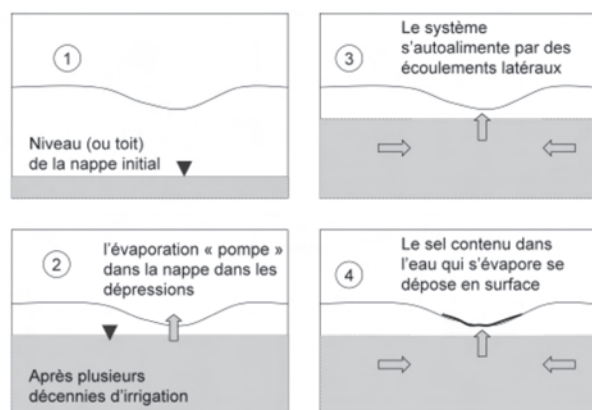 1
Niveau (ou toit)
de la nappe initial
2
l'évaporation « pompe »
dans la nappe dans les
dépressions
Après plusieurs
décennies d'irrigation
3
Le système
s'autoalimente par des
écoulements latéraux
4
Le sel contenu dans
l'eau qui s'évapore se
dépose en surface